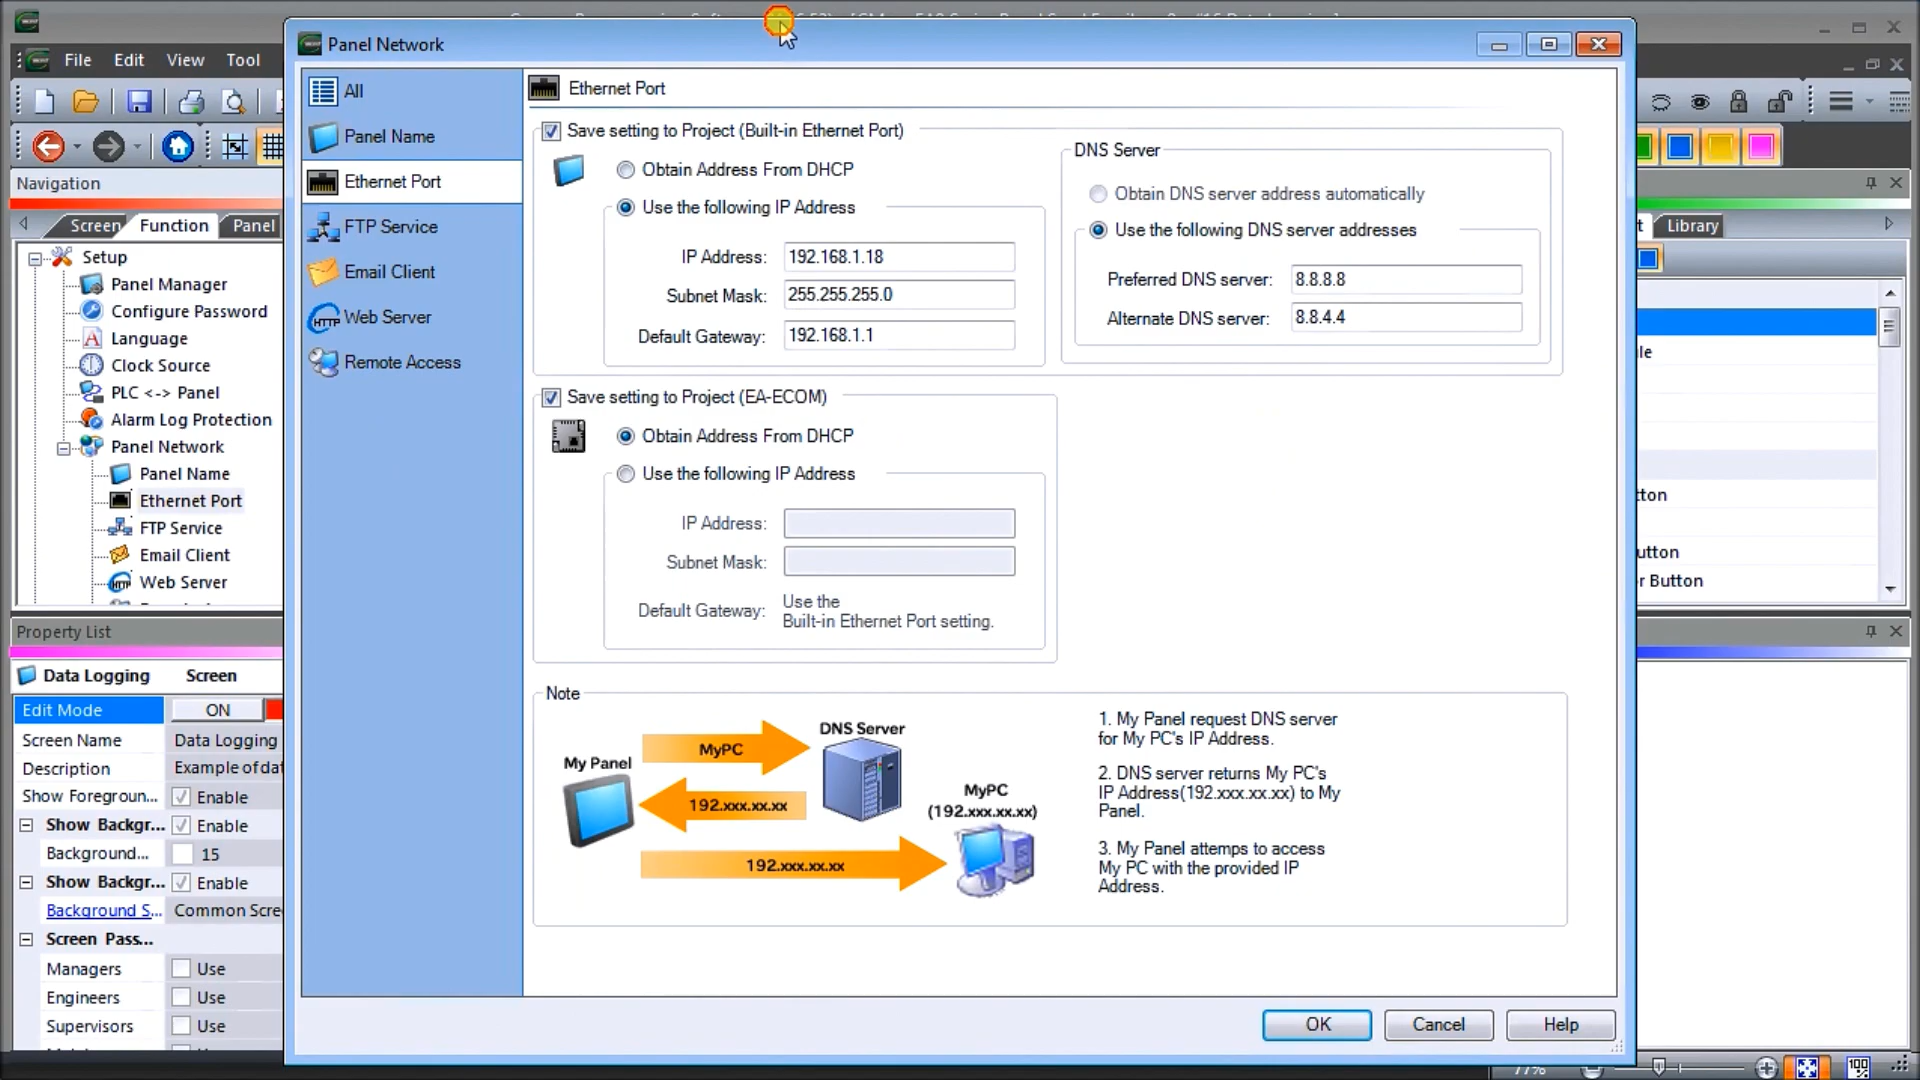 Panel Network
File Edit View Tool
Navigation
Screen Function Panel
Setup
Panel Manager
Configure Password
Language
Clock Source
PLC <-> Panel
Alarm Log Protection
Panel Network
Panel Name
Ethernet Port
FTP Service
Email Client
Web Server
Property List
Data Logging Screen
Edit Mode ON
Screen Name Data Logging
Description Example of dat
Show Foregroun... Enable
Show Backgr... Enable
Background... 15
Show Backgr... Enable
Background S... Common Scre
Screen Pass...
Managers Use
Engineers Use
Supervisors Use
All
Panel Name
Ethernet Port
FTP Service
Email Client
HTTP Web Server
Remote Access
Ethernet Port
Save setting to Project (Built-in Ethernet Port)
Obtain Address From DHCP
Use the following IP Address
IP Address: 192.168.1.18
Subnet Mask: 255.255.255.0
Default Gateway: 192.168.1.1
DNS Server
Obtain DNS server address automatically
Use the following DNS server addresses
Preferred DNS server: 8.8.8.8
Alternate DNS server: 8.8.4.4
Save setting to Project (EA-ECOM)
Obtain Address From DHCP
Use the following IP Address
IP Address:
Subnet Mask:
Default Gateway: Use the
Built-in Ethernet Port setting.
Note
My Panel
MyPC
DNS Server
192.xxx.xx.xx
MyPC
(192.xxx.xx.xx)
192.xxx.xx.xx
1. My Panel request DNS server
for My PC's IP Address.
2. DNS server returns My PC's
IP Address(192.xxx.xx.xx) to My
Panel.
3. My Panel attemps to access
My PC with the provided IP
Address.
OK Cancel Help
Library
le
tton
utton
r Button
77%
100